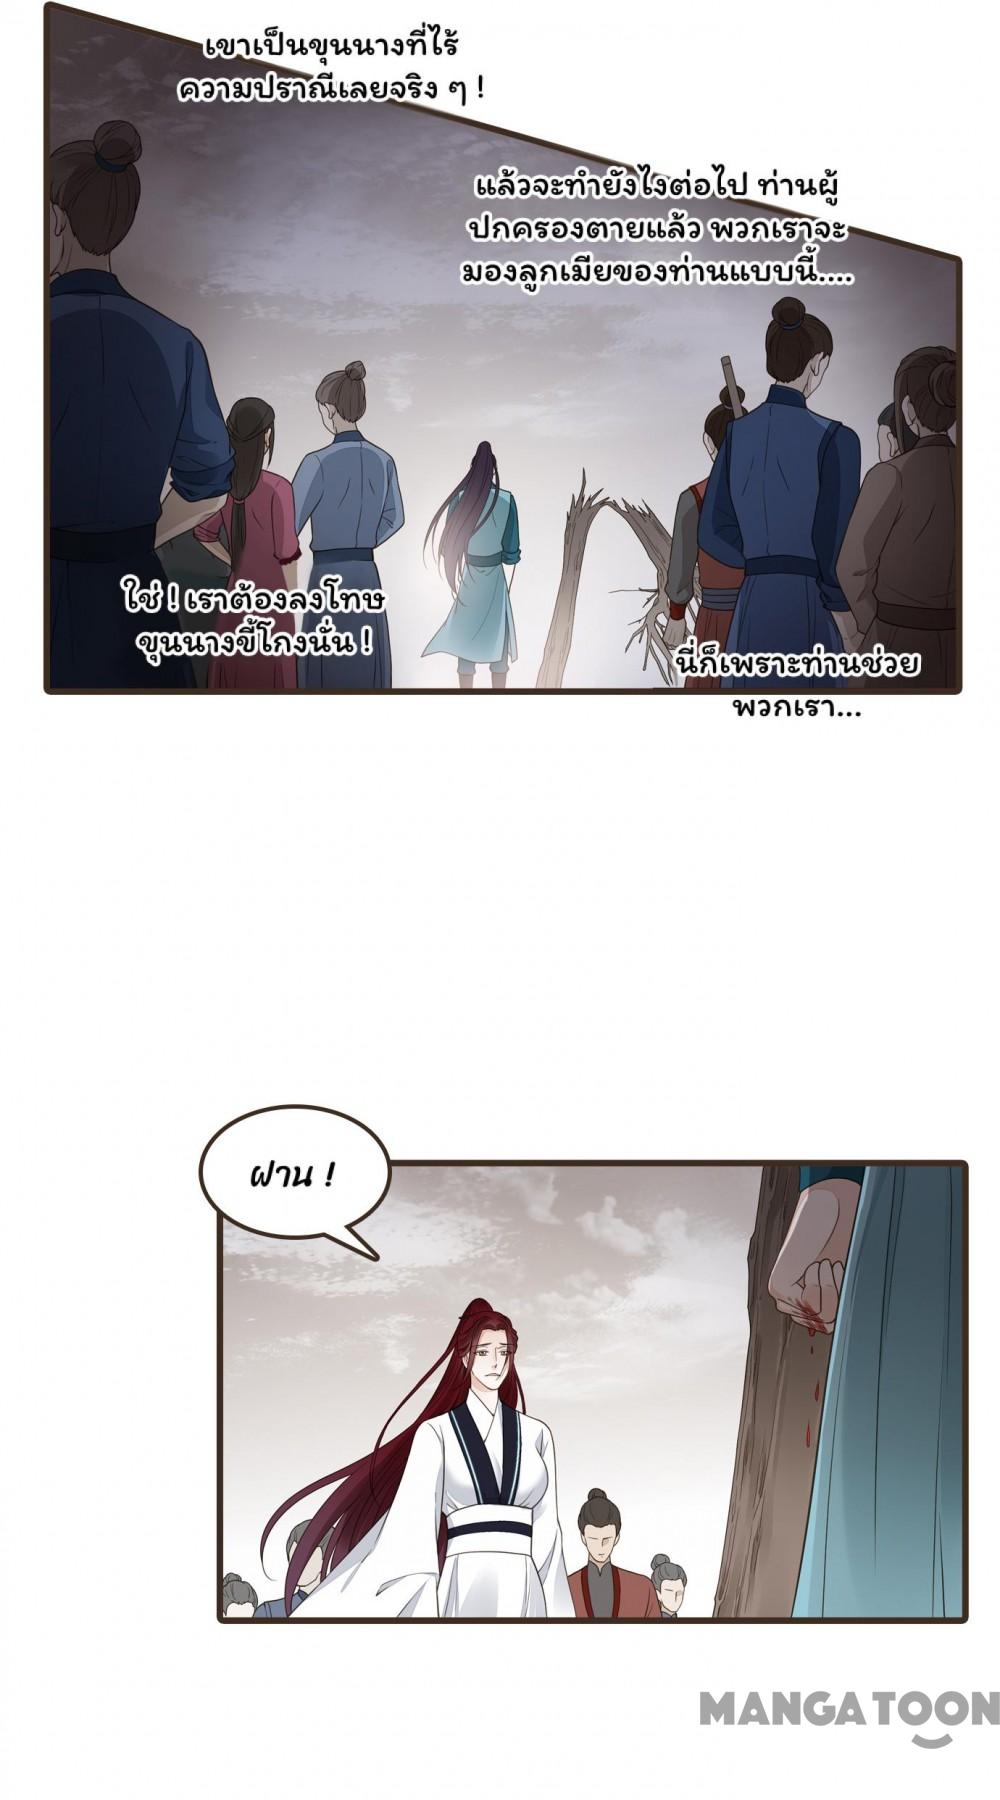 เขาเป็นขุนนางที่ไร้
ความปราณีเลยจริง ๆ !
แล้วจะทำยังไงต่อไป ท่านผู้
ปกครองตายแล้ว พวกเราจะ
มองลูกเมียของท่านแบบนี้....
ใช่ ! เราต้องลงโทษ
ขุนนางขี้โกงนั่น !
นี่ก็เพราะท่านช่วย
พวกเรา...
ฝาน !
MANGATOON